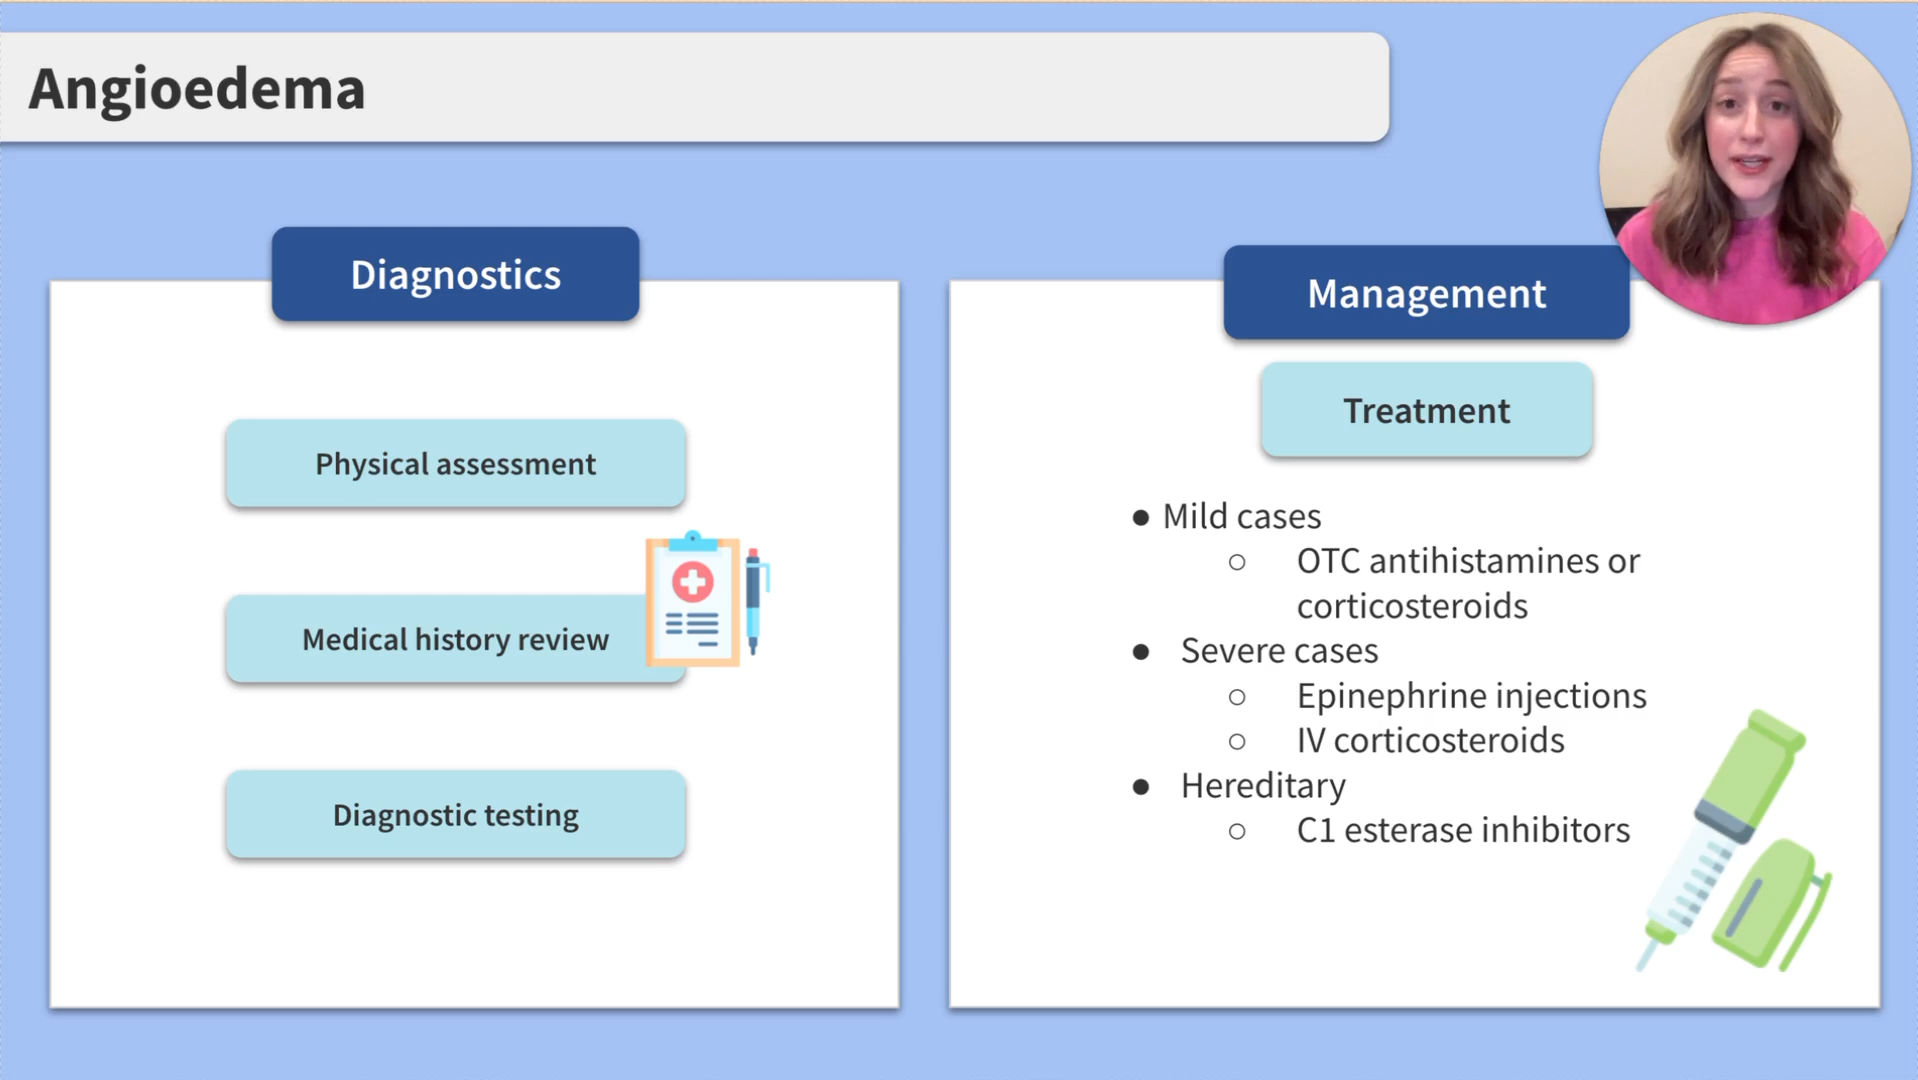 Angioedema
Diagnostics
Physical assessment
Medical history review
Diagnostic testing
Management
Treatment
● Mild cases
○ OTC antihistamines or
corticosteroids
● Severe cases
○ Epinephrine injections
○ IV corticosteroids
● Hereditary
○ C1 esterase inhibitors